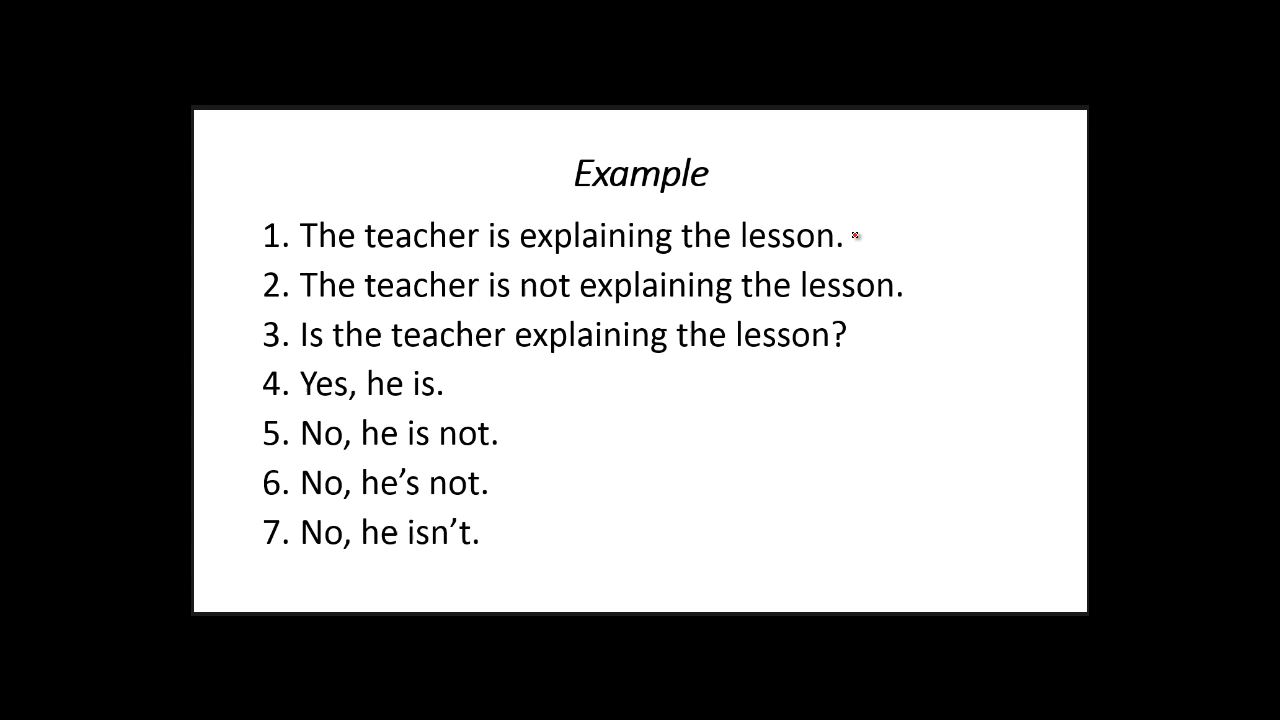 Example
1. The teacher is explaining the lesson.
2. The teacher is not explaining the lesson.
3. Is the teacher explaining the lesson?
4. Yes, he is.
5. No, he is not.
6. No, he’s not.
7. No, he isn’t.